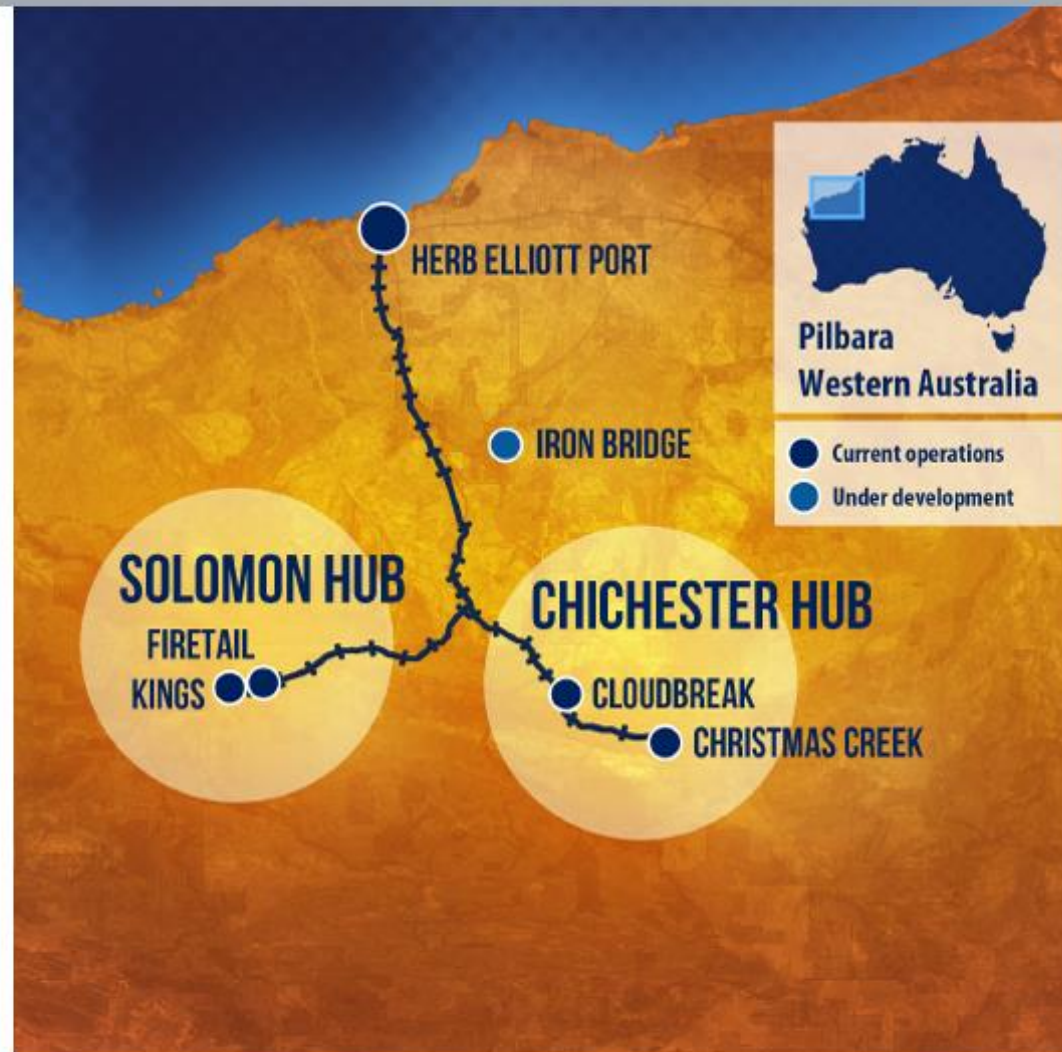 HERB ELLIOTT PORT
Pilbara
Western Australia
IRON BRIDGE
Current operations
Under development
SOLOMON HUB
FIRETAIL
KINGS
CHICHESTER HUB
CLOUDBREAK
CHRISTMAS CREEK